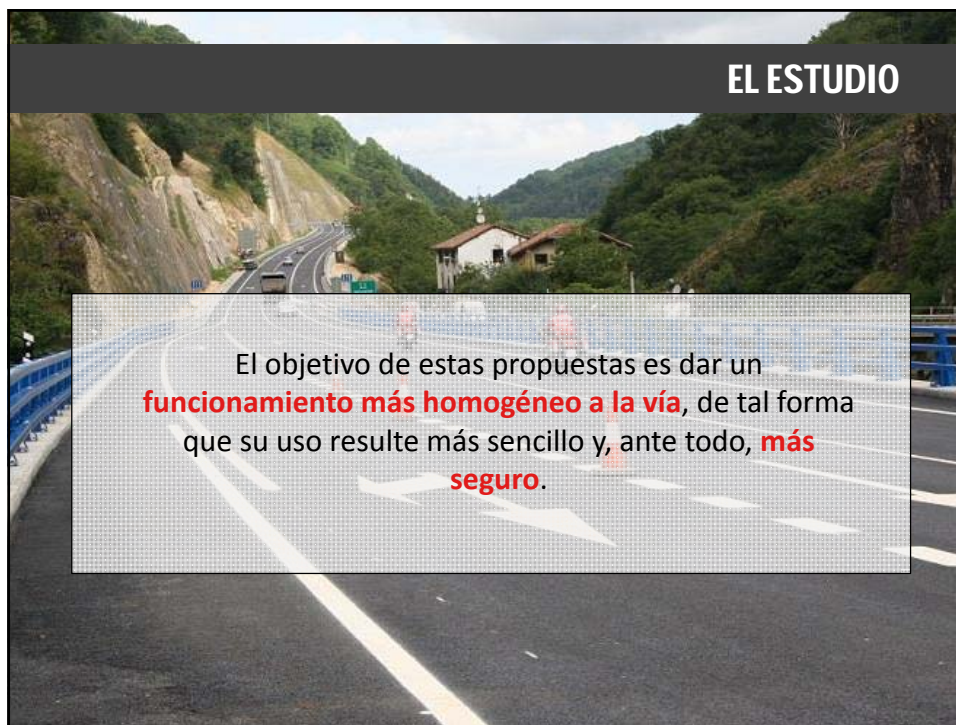 EL ESTUDIO
El objetivo de estas propuestas es dar un
funcionamiento más homogéneo a la vía, de tal forma
que su uso resulte más sencillo y, ante todo, más
seguro.